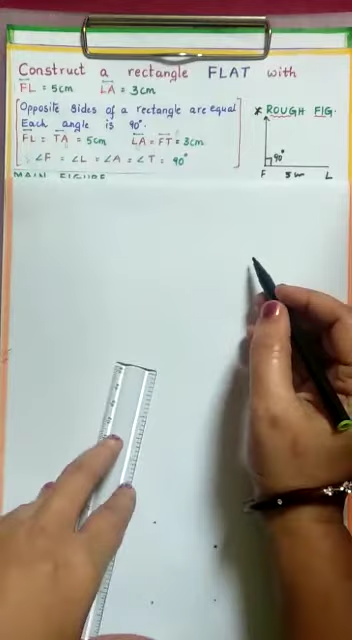 Construct a rectangle FLAT with
FL = 5cm LA = 3cm
[Opposite sides of a rectangle are equal
Each angle is 90°.
FL = TA = 5cm LA = FT = 3cm
∠F = ∠L = ∠A = ∠T = 90°]
* ROUGH FIG.
90°
F 5cm L
MAIN FIGURE